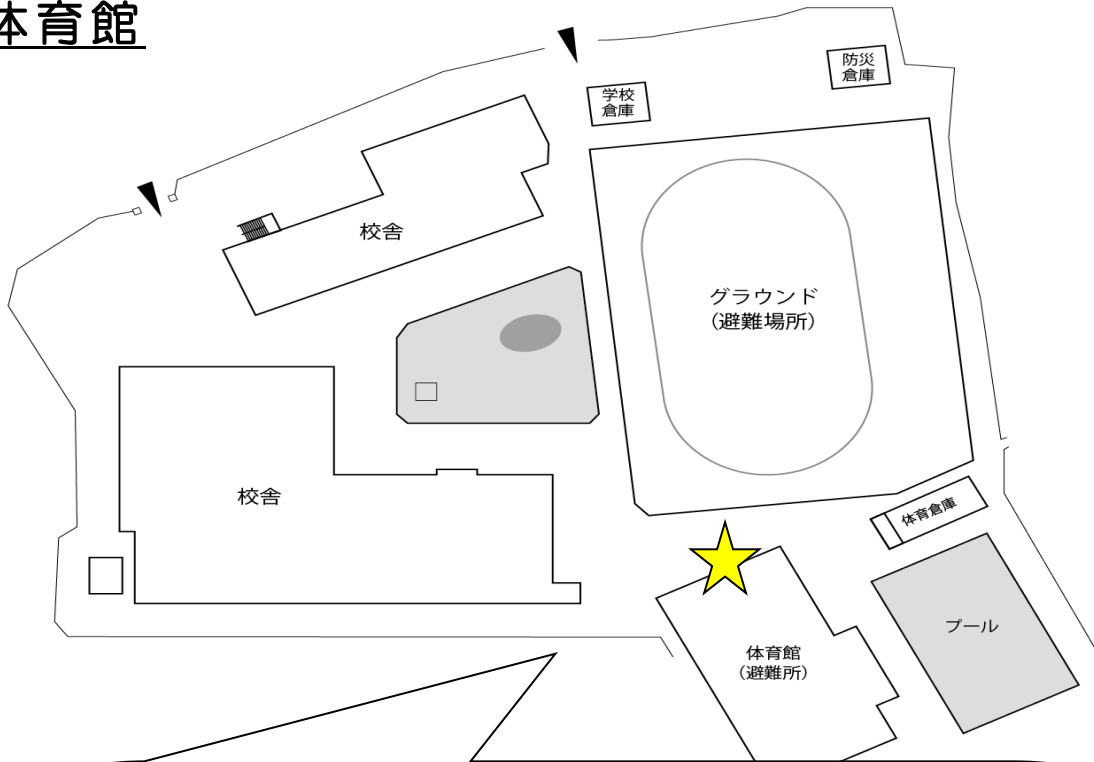 体育館
防災
倉庫
学校
倉庫
校舎
グラウンド
（避難場所）
校舎
体育倉庫
プール
体育館
（避難所）